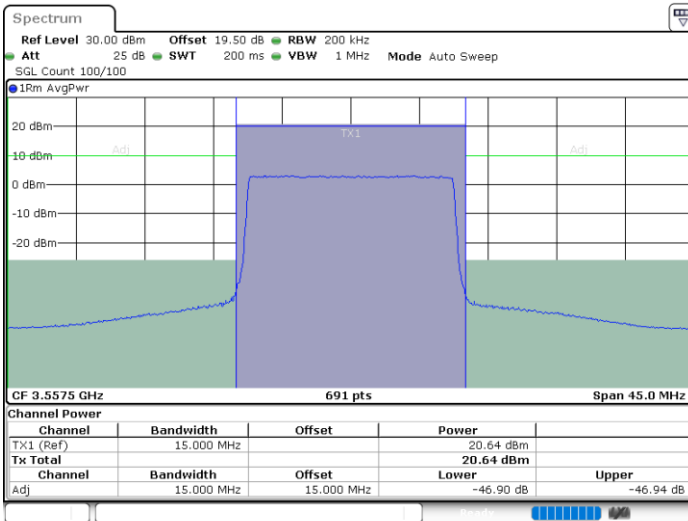 Spectrum
Ref Level 30.00 dBm Offset 19.50 dB RBW 200 kHz
Att 25 dB SWT 200 ms VBW 1 MHz Mode Auto Sweep
SGL Count 100/100
1Rm AvgPwr
20 dBm
TX1
Adj Adj
10 dBm
0 dBm
-10 dBm
-20 dBm
CF 3.5575 GHz 691 pts Span 45.0 MHz
Channel Power
Channel Bandwidth Offset Power
TX1 (Ref) 15.000 MHz 20.64 dBm
Tx Total 20.64 dBm
Channel Bandwidth Offset Lower Upper
Adj 15.000 MHz 15.000 MHz -46.90 dB -46.94 dB
Ready